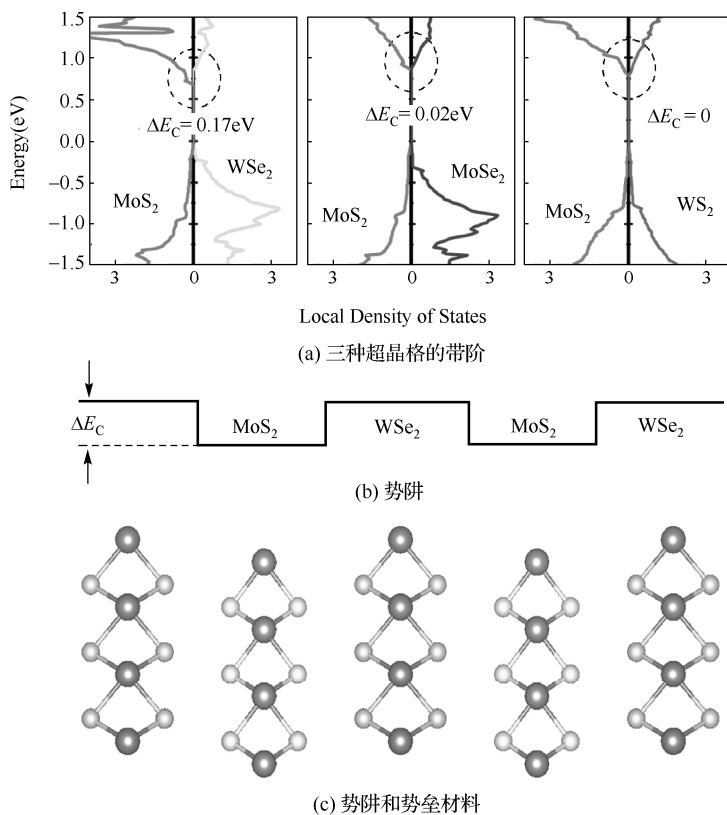 1.5
1.0
0.5
0.0
−0.5
−1.0
−1.5
Energy(eV)
ΔE_C = 0.17eV
WSe₂
MoS₂
3
0
3
ΔE_C = 0.02eV
MoSe₂
MoS₂
3
0
3
ΔE_C = 0
MoS₂
WS₂
3
0
3
Local Density of States
(a) 三种超晶格的带阶
ΔE_C
MoS₂
WSe₂
MoS₂
WSe₂
(b) 势阱
(c) 势阱和势垒材料